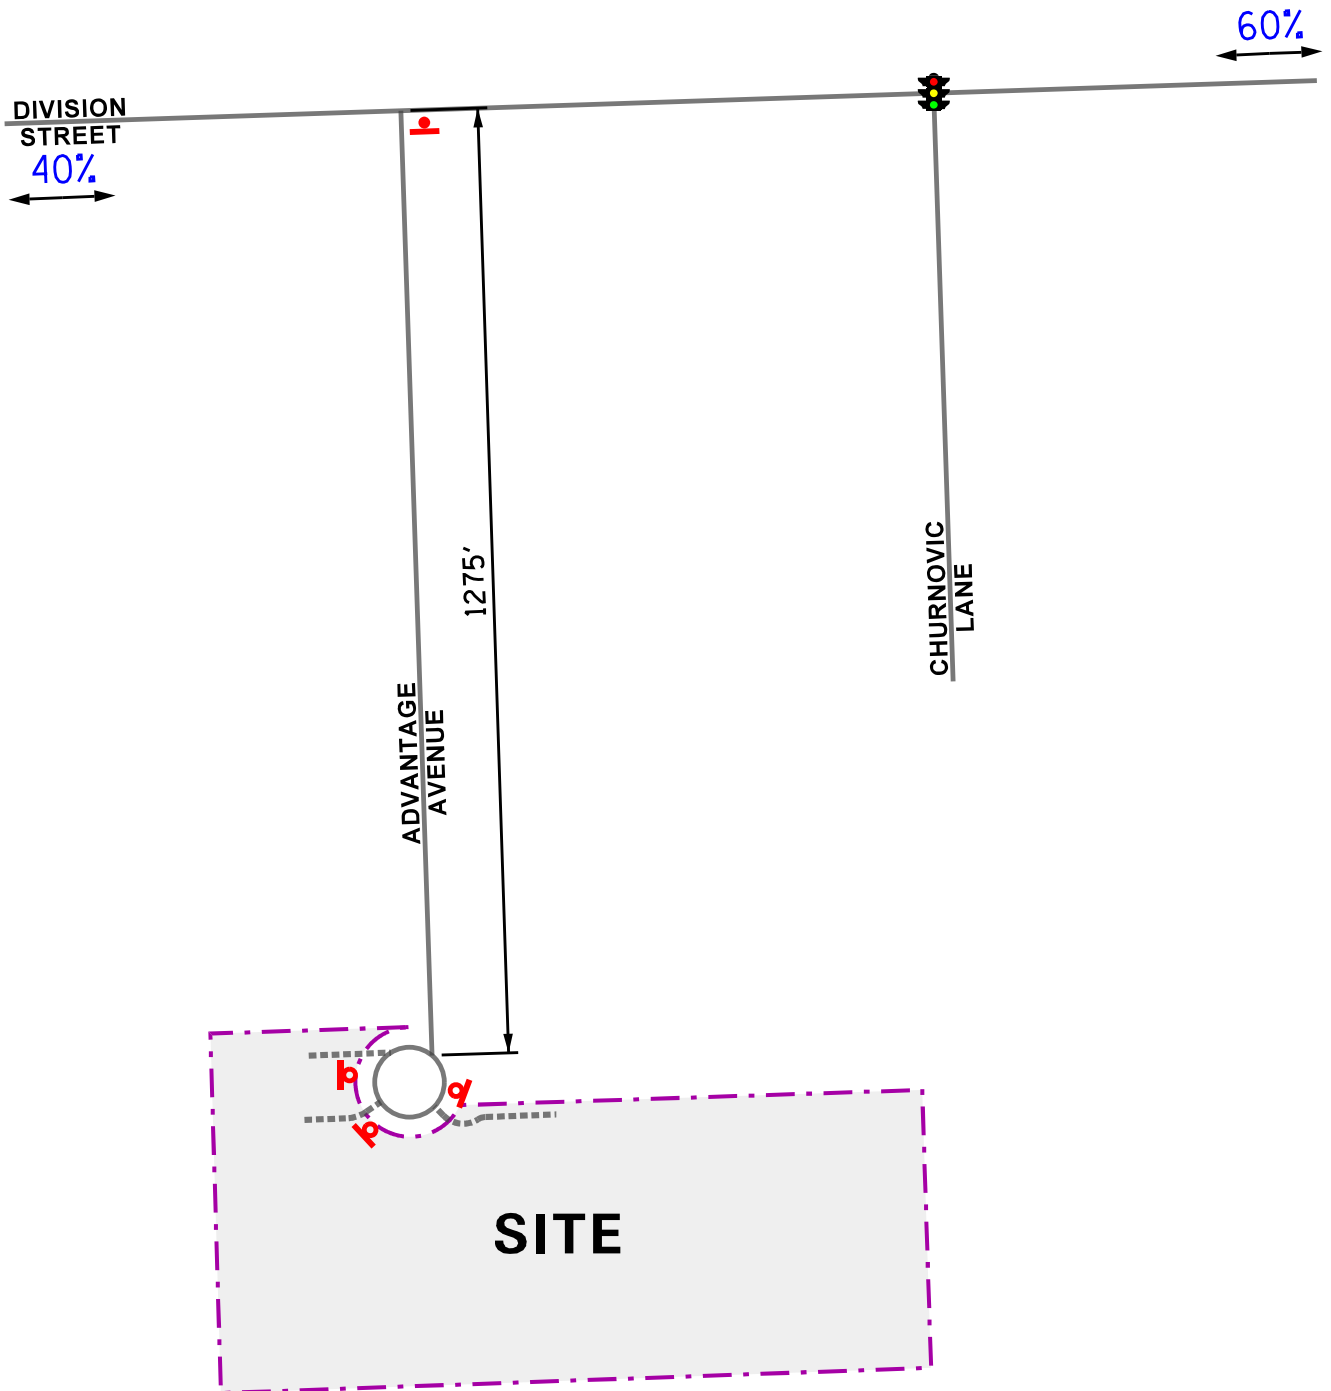 60%
DIVISION
STREET
40%
1275'
CHURNOVIC
LANE
ADVANTAGE
AVENUE
SITE